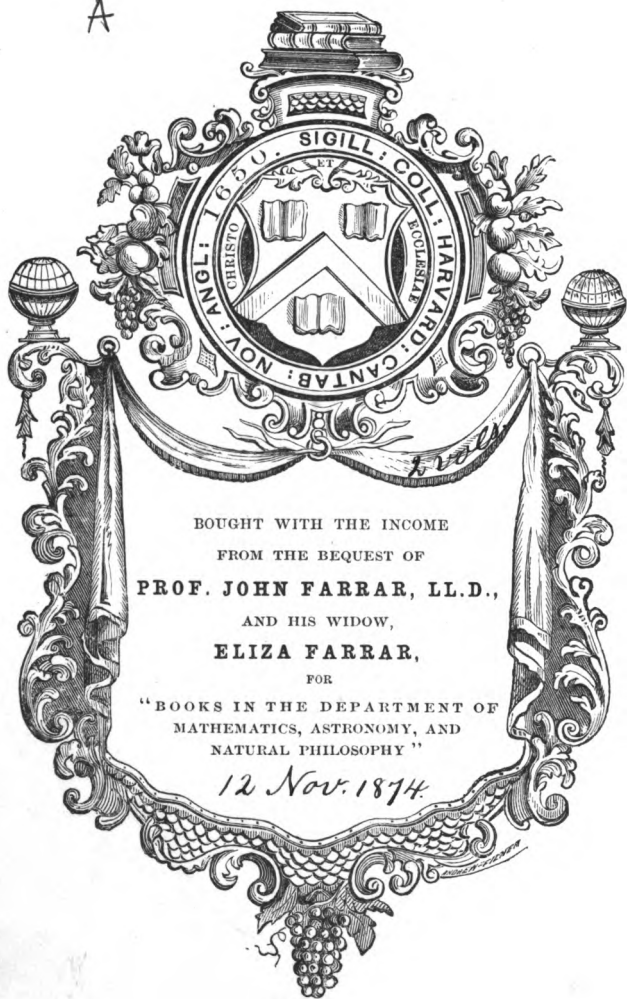 A
SIGILL: COLL: HARVARD: CANTAB: NOV: ANGL: 1650.
ET
CHRISTO
ECCLESIAE
2 vols.
BOUGHT WITH THE INCOME
FROM THE BEQUEST OF
PROF. JOHN FARRAR, LL.D.,
AND HIS WIDOW,
ELIZA FARRAR,
FOR
"BOOKS IN THE DEPARTMENT OF
MATHEMATICS, ASTRONOMY, AND
NATURAL PHILOSOPHY"
12 Nov. 1874.